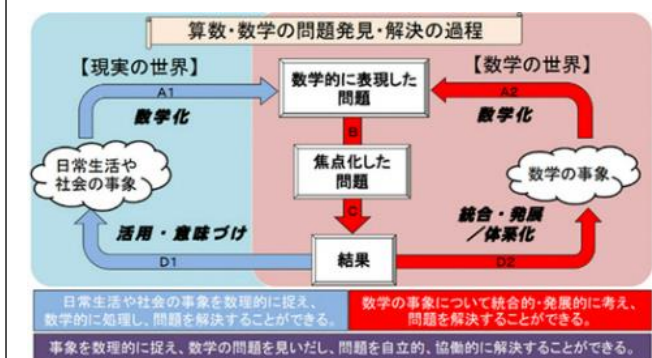 算数・数学の問題発見・解決の過程
【現実の世界】
【数学の世界】
A1
数学化
数学的に表現した
問題
A2
数学化
B
日常生活や
社会の事象
焦点化した
問題
数学の事象
C
活用・意味づけ
統合・発展
／体系化
D1
結果
D2
日常生活や社会の事象を数理的に捉え、
数学的に処理し、問題を解決することができる。
数学の事象について統合的・発展的に考え、
問題を解決することができる。
事象を数理的に捉え、数学の問題を見いだし、問題を自立的、協働的に解決することができる。